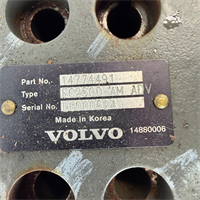 Part No. 14774491
Type
Serial No.
Made in Korea
VOLVO 14880006